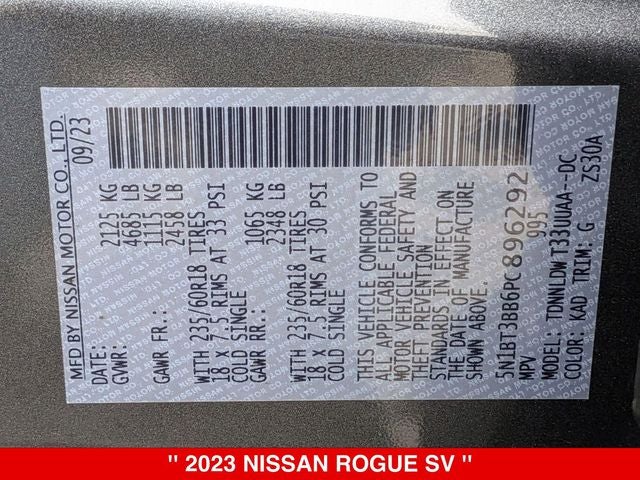 MFD BY NISSAN MOTOR CO., LTD.
DATE: 09/23
GVWR: 2125 KG
4685 LB
GAWR FR.: 1115 KG
2458 LB
WITH 235/60R18 TIRES
18 x 7.5 RIMS AT 33 PSI
COLD SINGLE
GAWR RR.: 1065 KG
2348 LB
WITH 235/60R18 TIRES
18 x 7.5 RIMS AT 30 PSI
COLD SINGLE
THIS VEHICLE CONFORMS TO
ALL APPLICABLE FEDERAL
MOTOR VEHICLE SAFETY AND
THEFT PREVENTION
STANDARDS IN EFFECT ON
THE DATE OF MANUFACTURE
SHOWN ABOVE.
5N1BT3BB6PC896292
MPV 995
MODEL: TDNNLDWT33UUAA--DC
COLOR: KAD TRIM: G ZS30A
" 2023 NISSAN ROGUE SV "